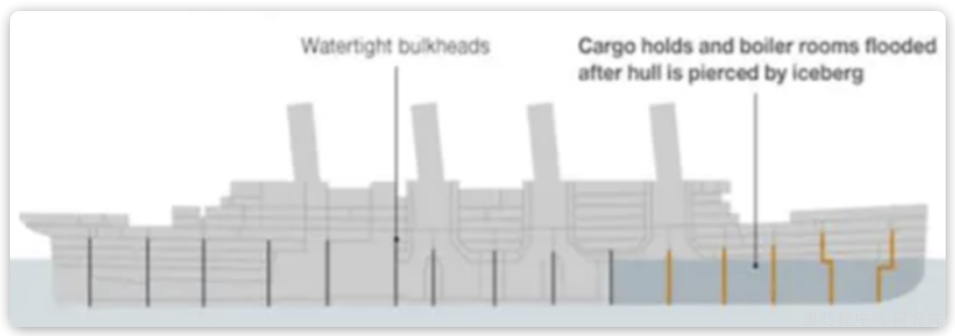 Watertight bulkheads
Cargo holds and boiler rooms flooded
after hull is pierced by iceberg